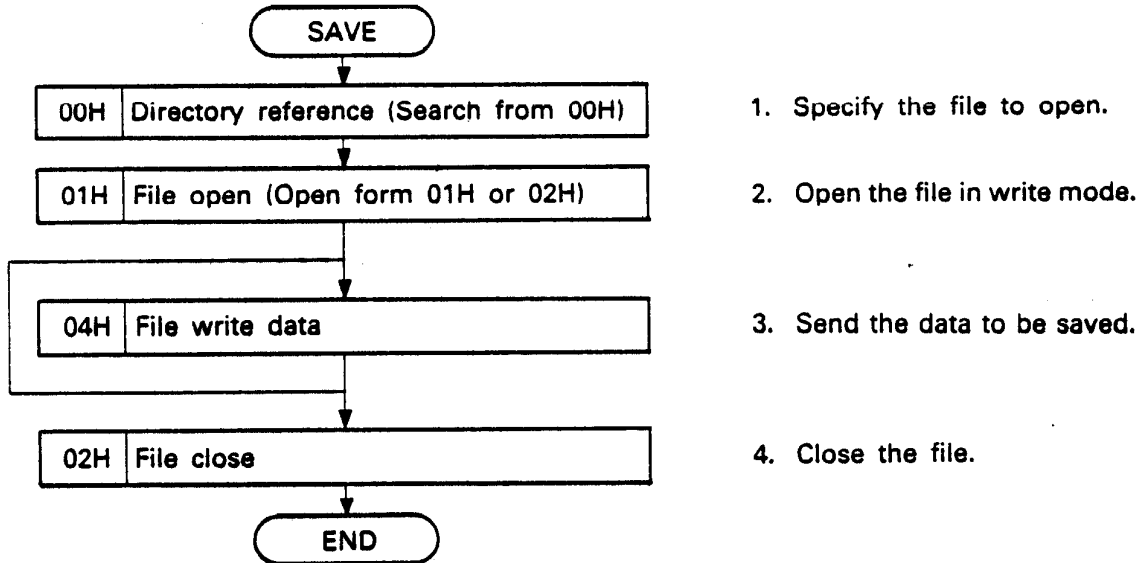 SAVE
00H Directory reference (Search from 00H) 1. Specify the file to open.
01H File open (Open form 01H or 02H) 2. Open the file in write mode.
04H File write data 3. Send the data to be saved.
02H File close 4. Close the file.
END